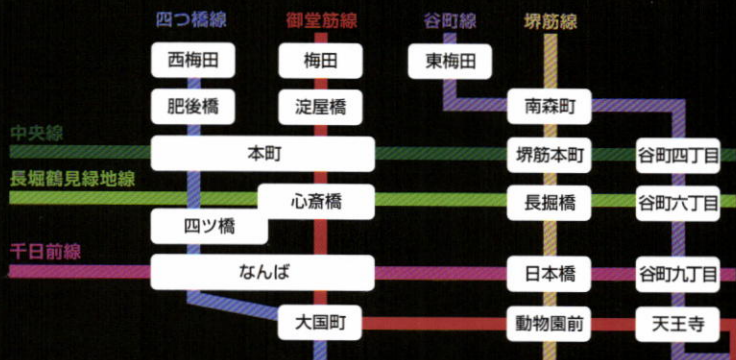 四つ橋線 御堂筋線 谷町線 堺筋線
西梅田 梅田 東梅田
肥後橋 淀屋橋 南森町
中央線
本町 堺筋本町 谷町四丁目
長堀鶴見緑地線
心斎橋 長掘橋 谷町六丁目
四ツ橋
千日前線
なんば 日本橋 谷町九丁目
大国町 動物園前 天王寺